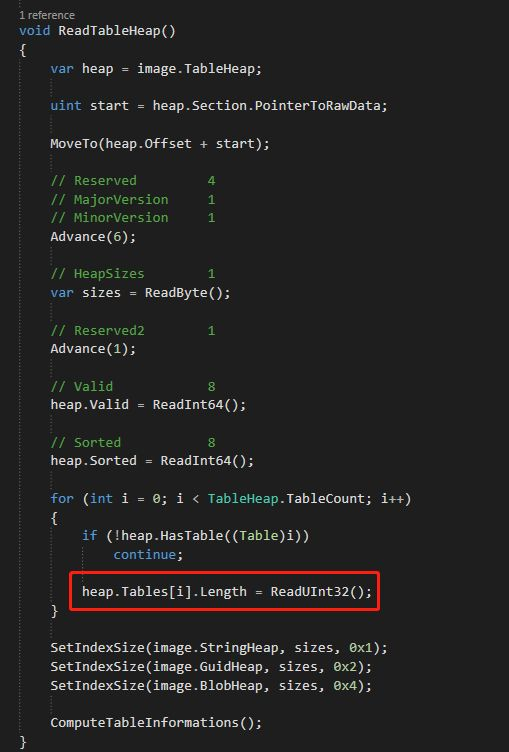 1 reference
void ReadTableHeap()
{
    var heap = image.TableHeap;
    uint start = heap.Section.PointerToRawData;
    MoveTo(heap.Offset + start);
    // Reserved         4
    // MajorVersion     1
    // MinorVersion     1
    Advance(6);
    // HeapSizes        1
    var sizes = ReadByte();
    // Reserved2        1
    Advance(1);
    // Valid            8
    heap.Valid = ReadInt64();
    // Sorted           8
    heap.Sorted = ReadInt64();
    for (int i = 0; i < TableHeap.TableCount; i++)
    {
        if (!heap.HasTable((Table)i))
            continue;
        heap.Tables[i].Length = ReadUInt32();
    }
    SetIndexSize(image.StringHeap, sizes, 0x1);
    SetIndexSize(image.GuidHeap, sizes, 0x2);
    SetIndexSize(image.BlobHeap, sizes, 0x4);
    ComputeTableInformations();
}